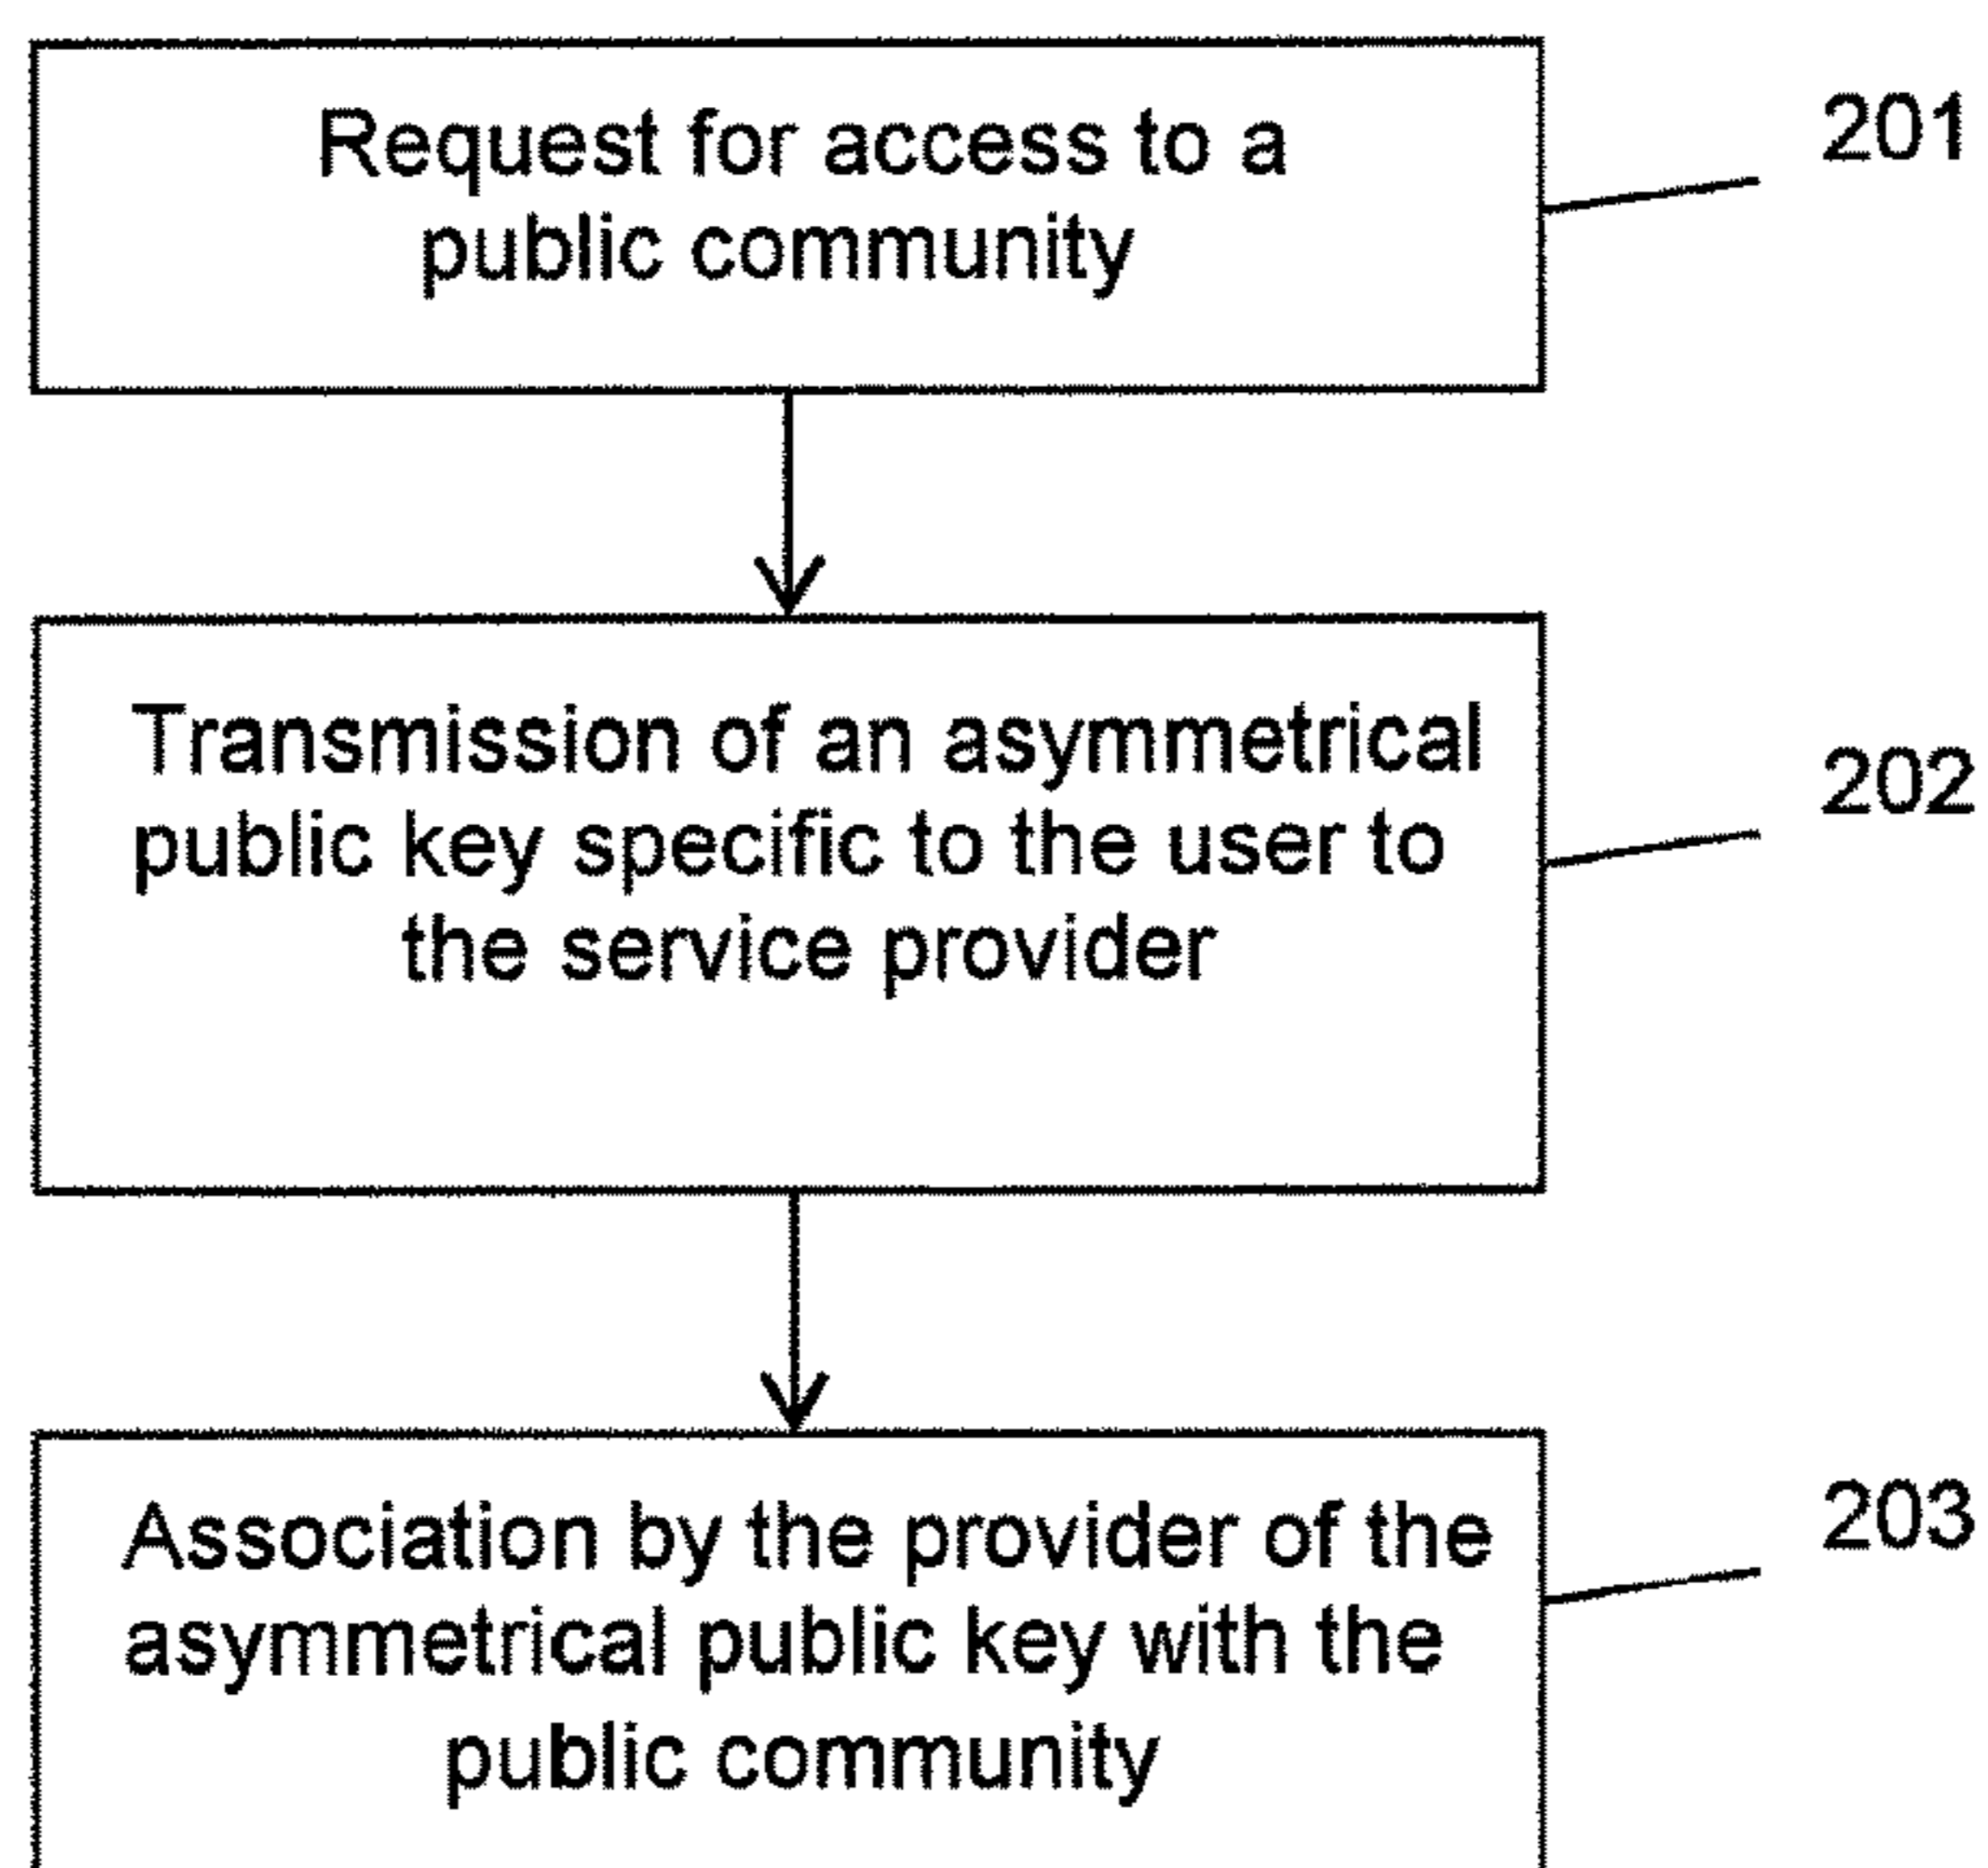 Request for access to a
public community
201
Transmission of an asymmetrical
public key specific to the user to
the service provider
202
Association by the provider of the
asymmetrical public key with the
public community
203